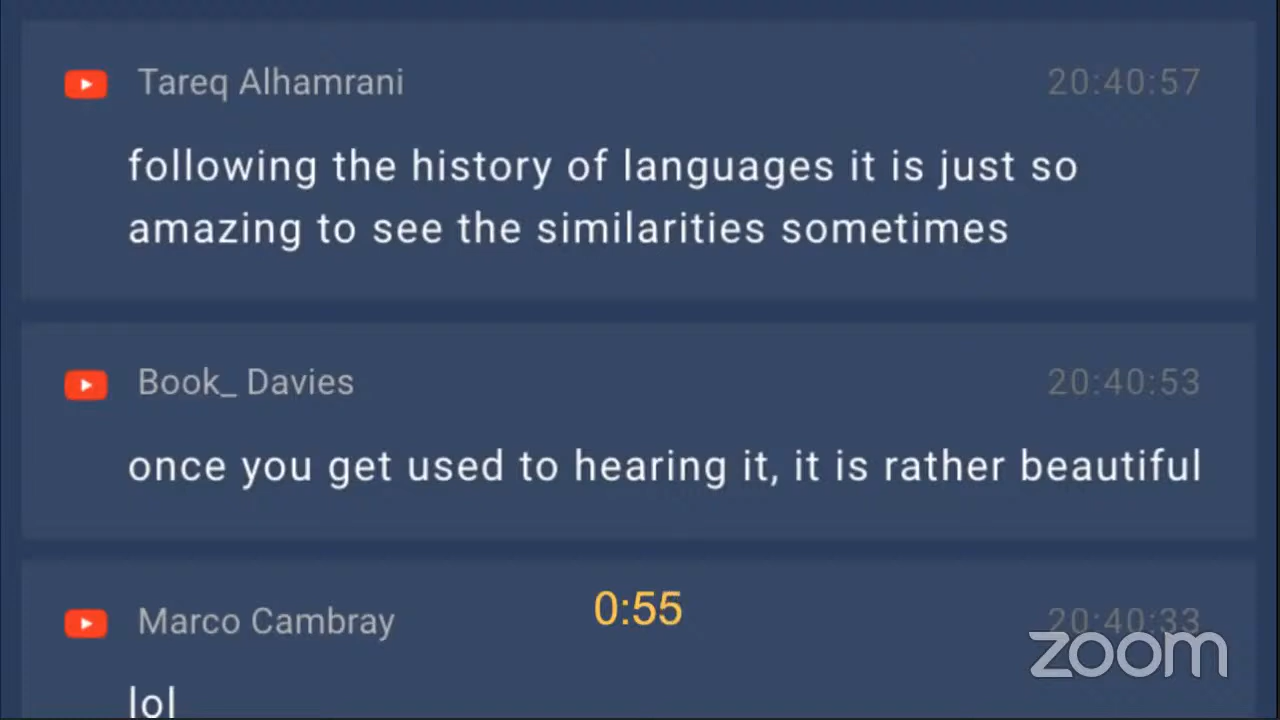 Tareq Alhamrani 20:40:57
following the history of languages it is just so
amazing to see the similarities sometimes
Book_ Davies 20:40:53
once you get used to hearing it, it is rather beautiful
Marco Cambray 0:55 20:40:33
zoom
lol